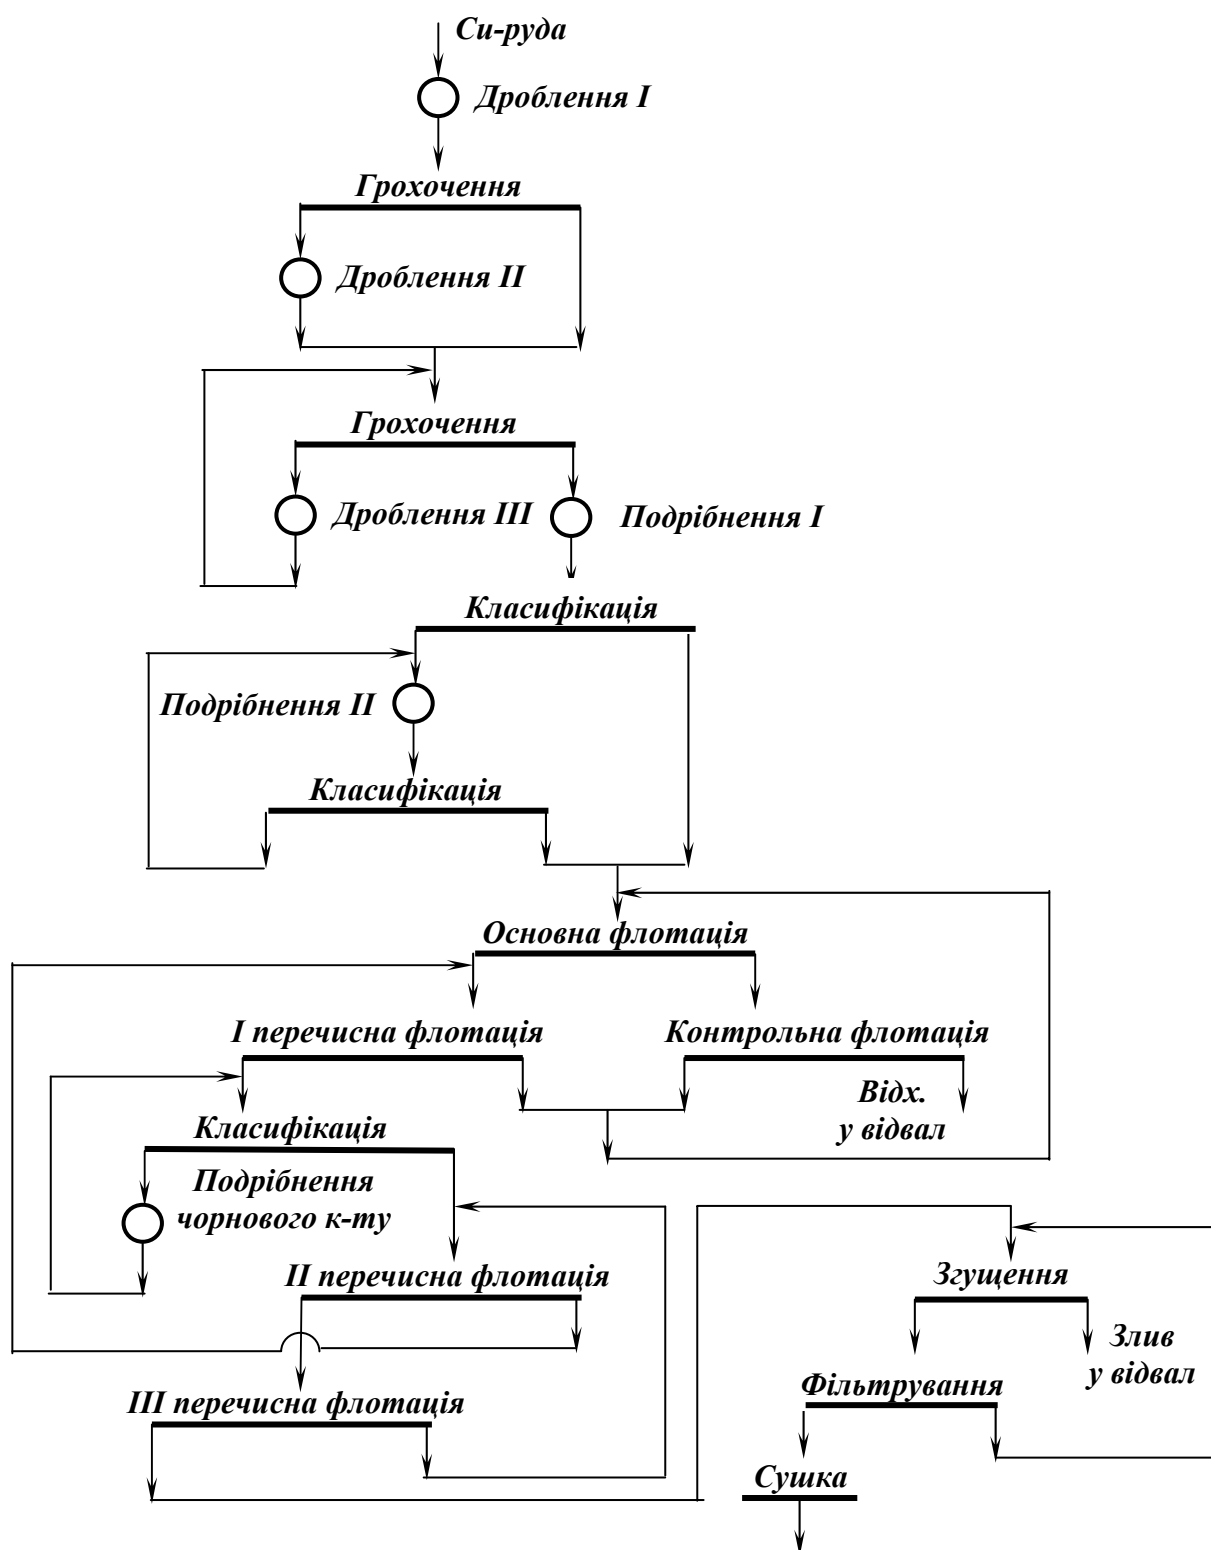 Си-руда
Дроблення I
Грохочення
Дроблення II
Грохочення
Дроблення III
Подрібнення I
Класифікація
Подрібнення II
Класифікація
Основна флотація
I перечисна флотація
Контрольна флотація
Відх.
у відвал
Класифікація
Подрібнення
чорнового к-ту
II перечисна флотація
Згущення
Злив
у відвал
III перечисна флотація
Фільтрування
Сушка